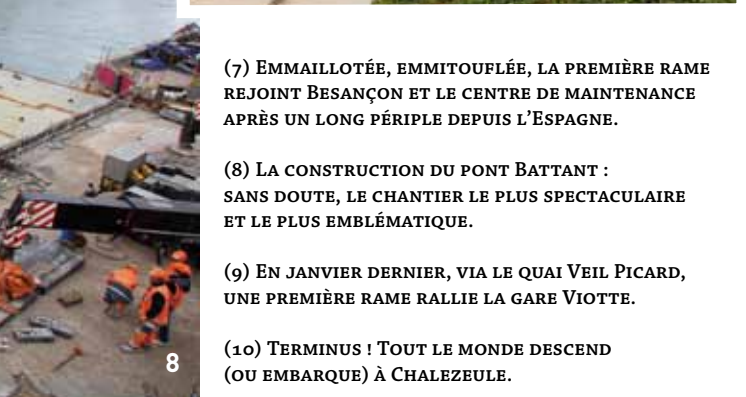 (7) Emmaillotée, emmitouflée, la première rame
rejoint Besançon et le centre de maintenance
après un long périple depuis l’Espagne.
(8) La construction du pont Battant :
sans doute, le chantier le plus spectaculaire
et le plus emblématique.
(9) En janvier dernier, via le quai Veil Picard,
une première rame rallie la gare Viotte.
(10) Terminus ! Tout le monde descend
(ou embarque) à Chalezeule.
8